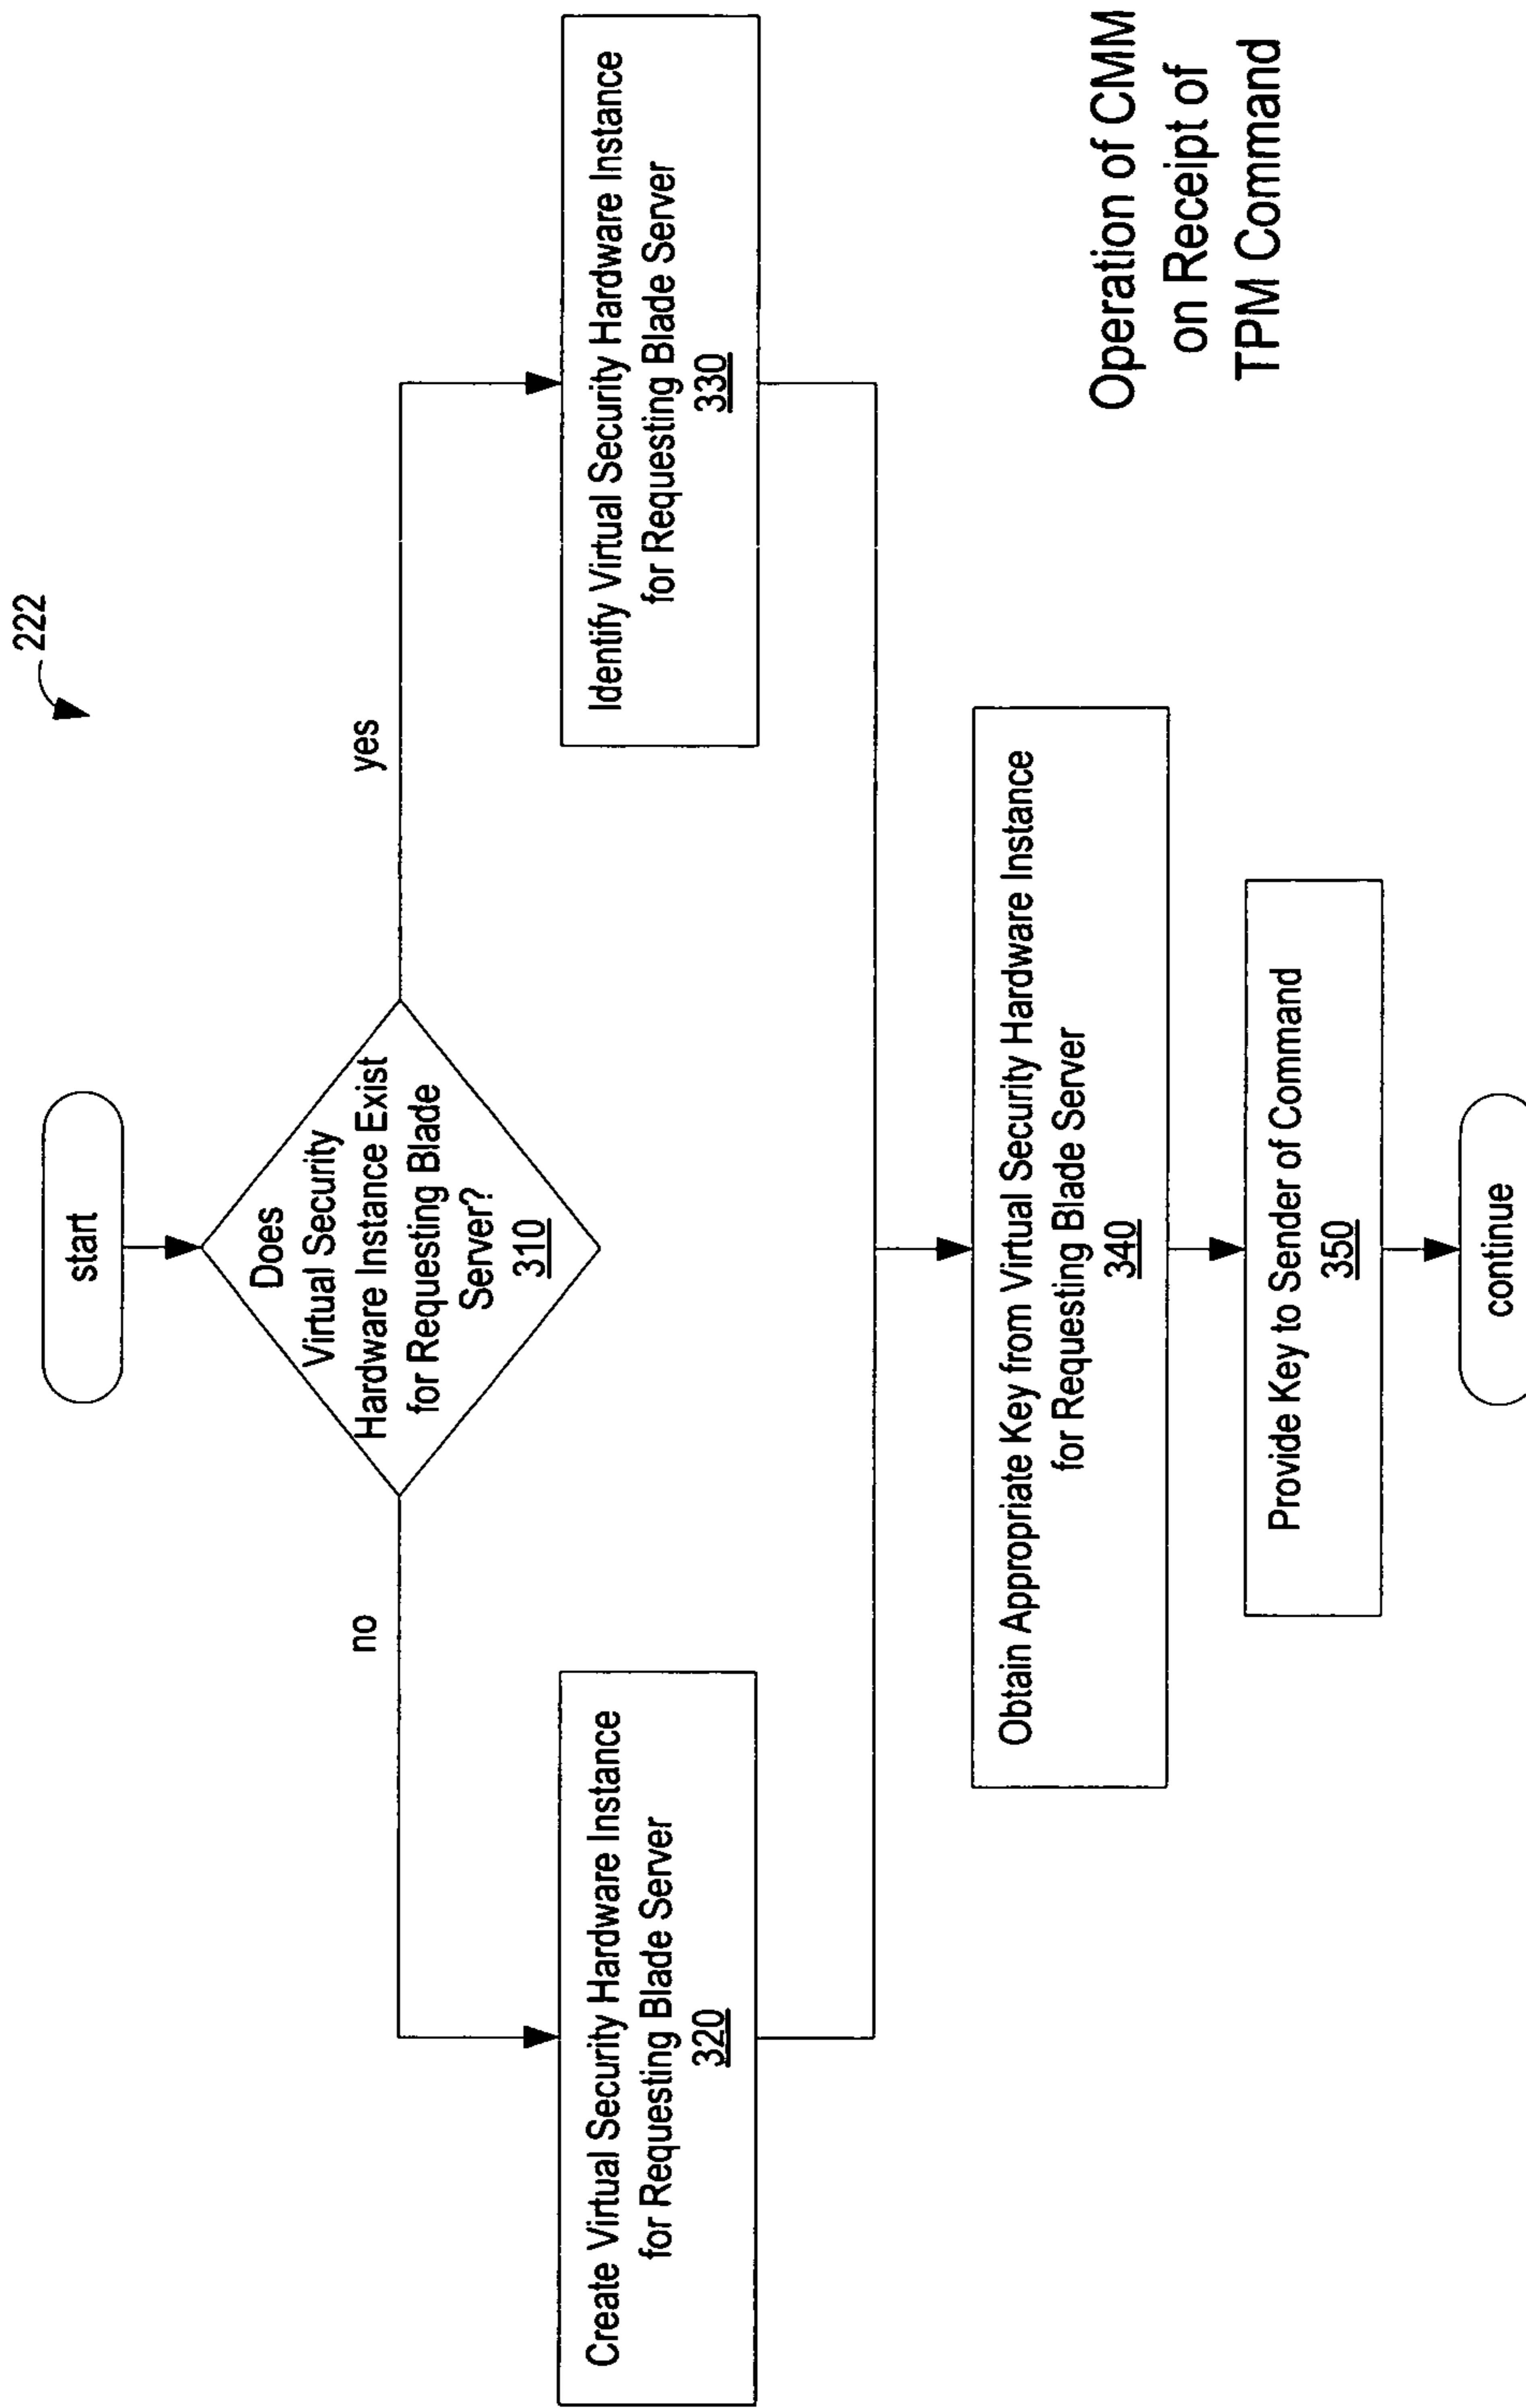 222
start
Does
Virtual Security
Hardware Instance Exist
for Requesting Blade
Server?
310
no
yes
Create Virtual Security Hardware Instance
for Requesting Blade Server
320
Identify Virtual Security Hardware Instance
for Requesting Blade Server
330
Obtain Appropriate Key from Virtual Security Hardware Instance
for Requesting Blade Server
340
Provide Key to Sender of Command
350
continue
Operation of CMM
on Receipt of
TPM Command